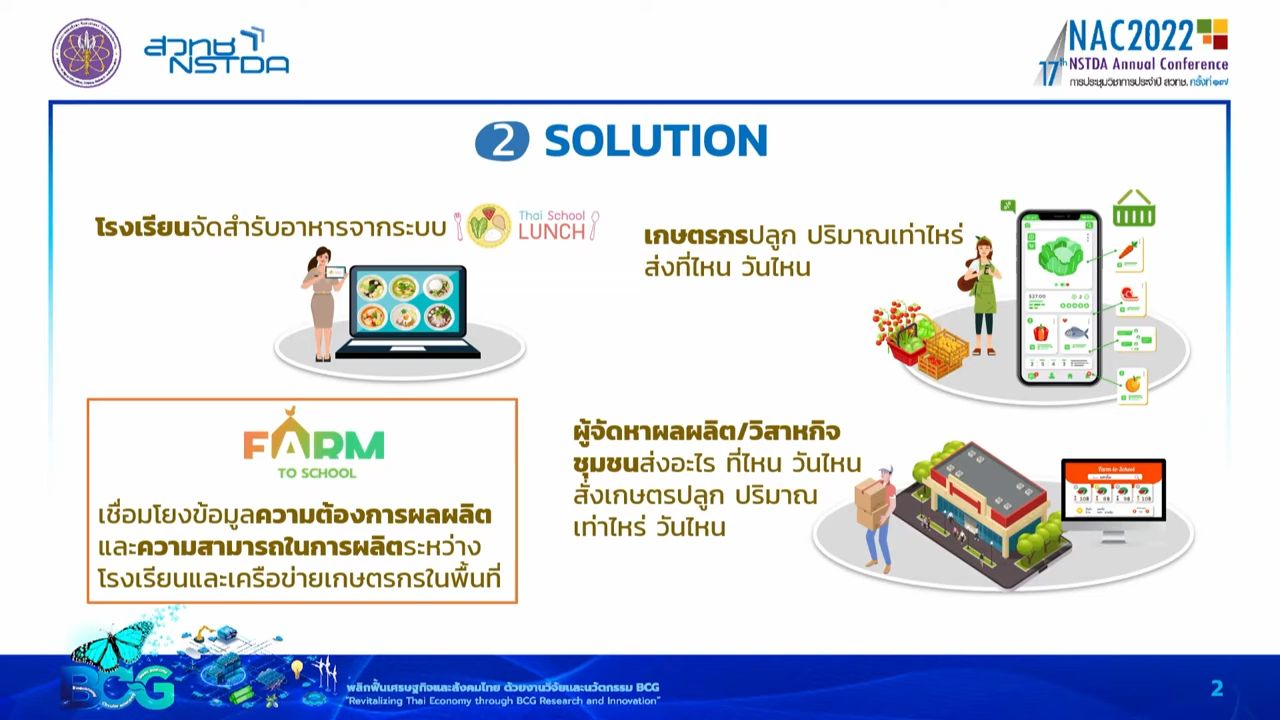 สวทช
NSTDA
NAC2022
17th NSTDA Annual Conference
การประชุมวิชาการประจำปี สวทช. ครั้งที่ ๑๗
2 SOLUTION
โรงเรียนจัดสำรับอาหารจากระบบ
Thai School
LUNCH
เกษตรกรปลูก ปริมาณเท่าไหร่
ส่งที่ไหน วันไหน
FARM
TO SCHOOL
เชื่อมโยงข้อมูลความต้องการผลผลิต
และความสามารถในการผลิตระหว่าง
โรงเรียนและเครือข่ายเกษตรกรในพื้นที่
ผู้จัดหาผลผลิต/วิสาหกิจ
ชุมชนส่งอะไร ที่ไหน วันไหน
สั่งเกษตรปลูก ปริมาณ
เท่าไหร่ วันไหน
Farm to School
BCG
พลิกฟื้นเศรษฐกิจและสังคมไทย ด้วยงานวิจัยและนวัตกรรม BCG
"Revitalizing Thai Economy through BCG Research and Innovation"
2